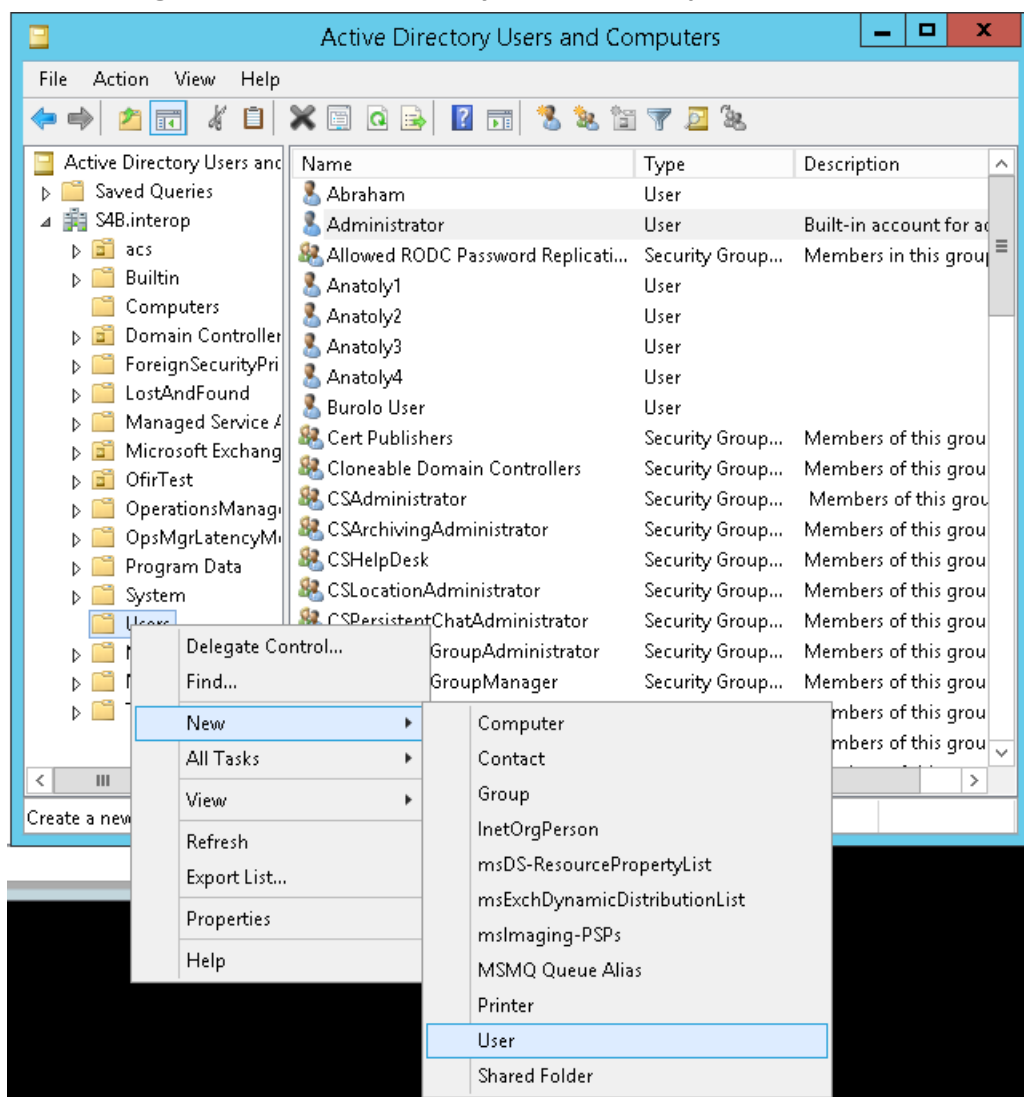 Active Directory Users and Computers
File Action View Help
Active Directory Users and
Saved Queries
S4B.interop
acs
Builtin
Computers
Domain Controller
ForeignSecurityPri
LostAndFound
Managed Service A
Microsoft Exchang
OfirTest
OperationsManag
OpsMgrLatencyM
Program Data
System
Users
Name Type Description
Abraham User
Administrator User Built-in account for ad
Allowed RODC Password Replicati... Security Group... Members in this group
Anatoly1 User
Anatoly2 User
Anatoly3 User
Anatoly4 User
Burolo User User
Cert Publishers Security Group... Members of this grou
Cloneable Domain Controllers Security Group... Members of this grou
CSAdministrator Security Group... Members of this grou
CSArchivingAdministrator Security Group... Members of this grou
CSHelpDesk Security Group... Members of this grou
CSLocationAdministrator Security Group... Members of this grou
CSPersistentChatAdministrator Security Group... Members of this grou
GroupAdministrator Security Group... Members of this grou
GroupManager Security Group... Members of this grou
mbers of this grou
mbers of this grou
Create a new
Delegate Control...
Find...
New
All Tasks
View
Refresh
Export List...
Properties
Help
Computer
Contact
Group
InetOrgPerson
msDS-ResourcePropertyList
msExchDynamicDistributionList
msImaging-PSPs
MSMQ Queue Alias
Printer
User
Shared Folder